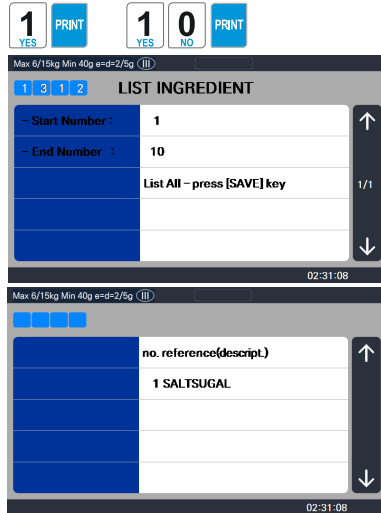 1 YES PRINT 1 YES 0 NO PRINT
Max 6/15kg Min 40g e=d=2/5g III
1 3 1 2 LIST INGREDIENT
- Start Number : 1
- End Number : 10
List All - press [SAVE] key
1/1
02:31:08
Max 6/15kg Min 40g e=d=2/5g III
no. reference(descript.)
1 SALTSUGAL
02:31:08